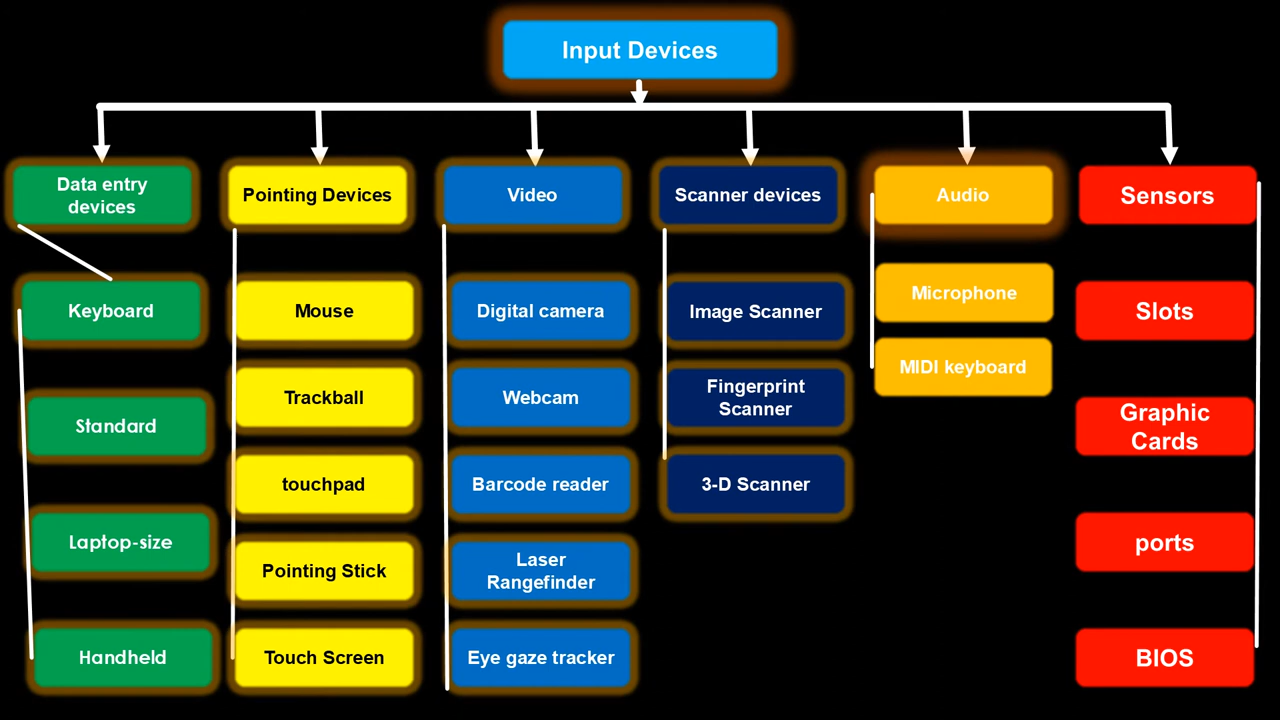 Input Devices
Data entry
devices
Keyboard
Standard
Laptop-size
Handheld
Pointing Devices
Mouse
Trackball
touchpad
Pointing Stick
Touch Screen
Video
Digital camera
Webcam
Barcode reader
Laser
Rangefinder
Eye gaze tracker
Scanner devices
Image Scanner
Fingerprint
Scanner
3-D Scanner
Audio
Microphone
MIDI keyboard
Sensors
Slots
Graphic
Cards
ports
BIOS